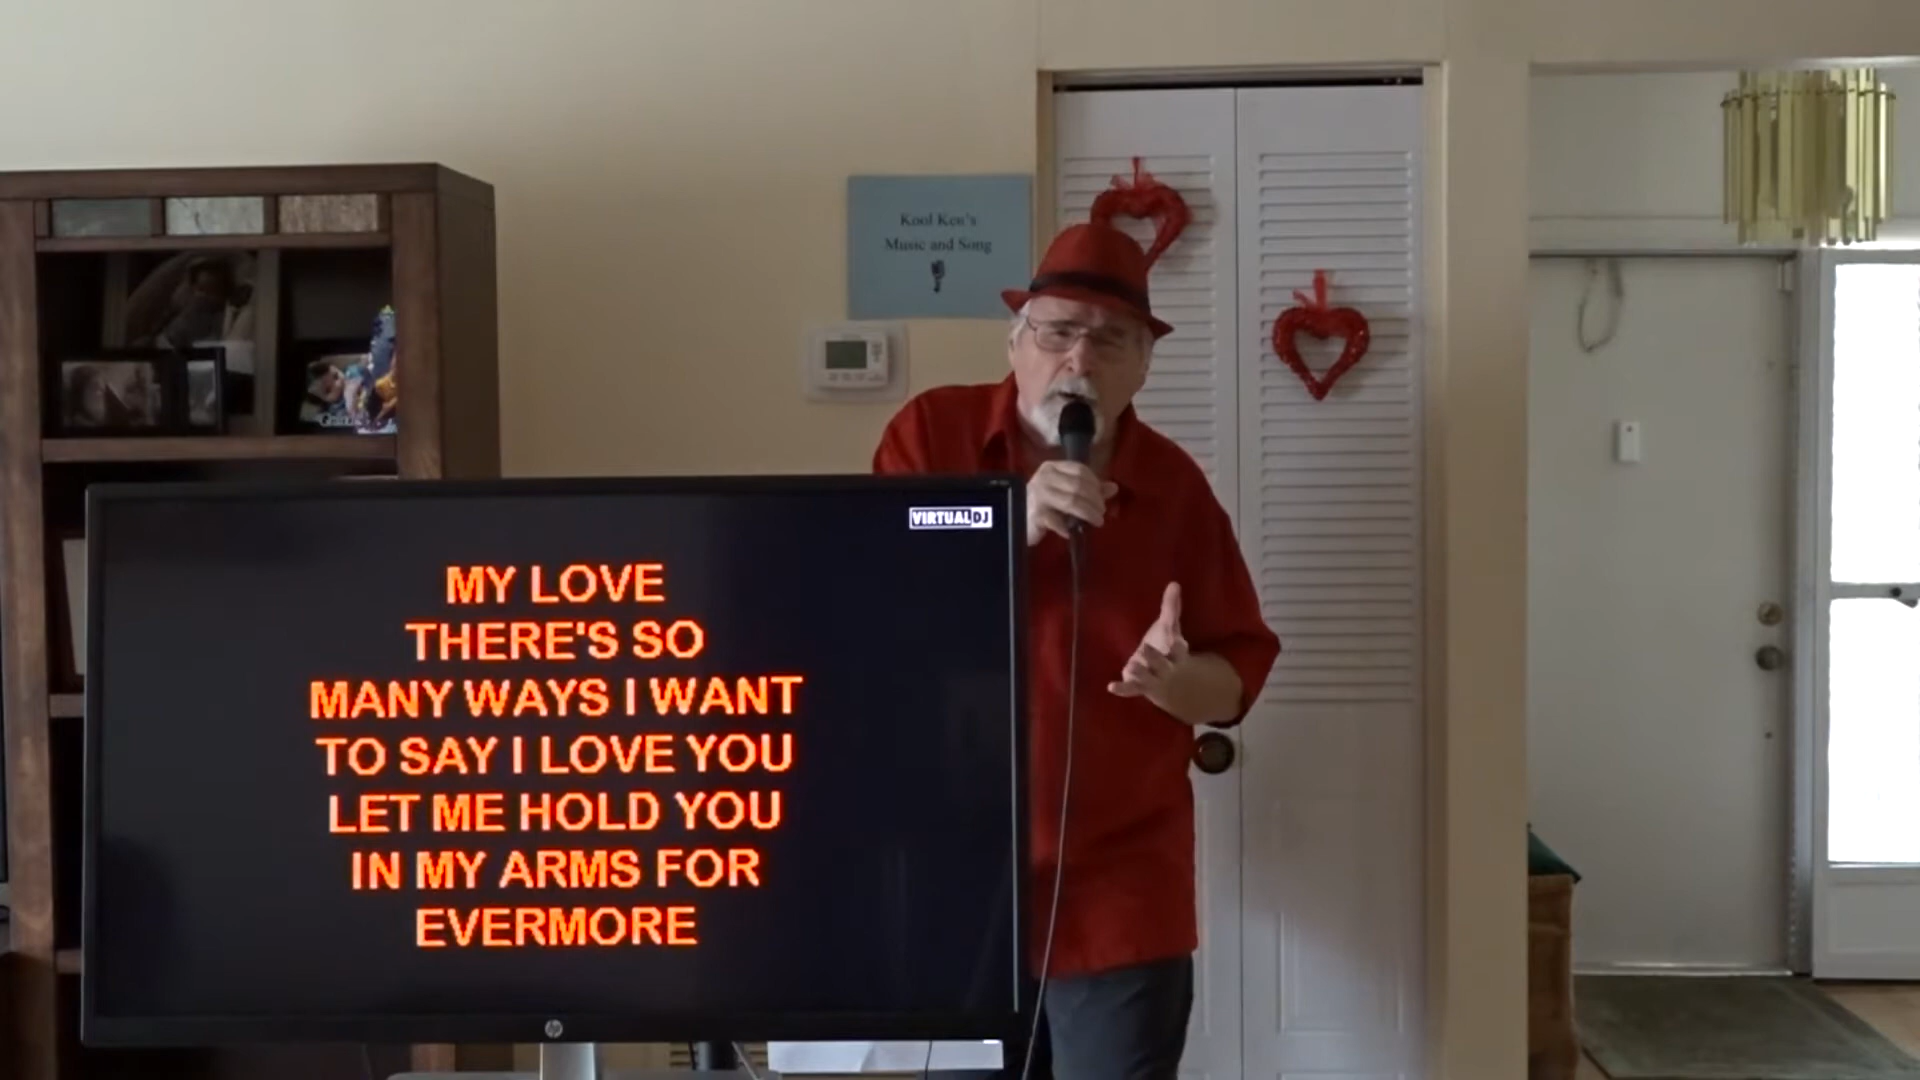 Kool Ken's
Music and Song
VIRTUALDJ
MY LOVE
THERE'S SO
MANY WAYS I WANT
TO SAY I LOVE YOU
LET ME HOLD YOU
IN MY ARMS FOR
EVERMORE
hp